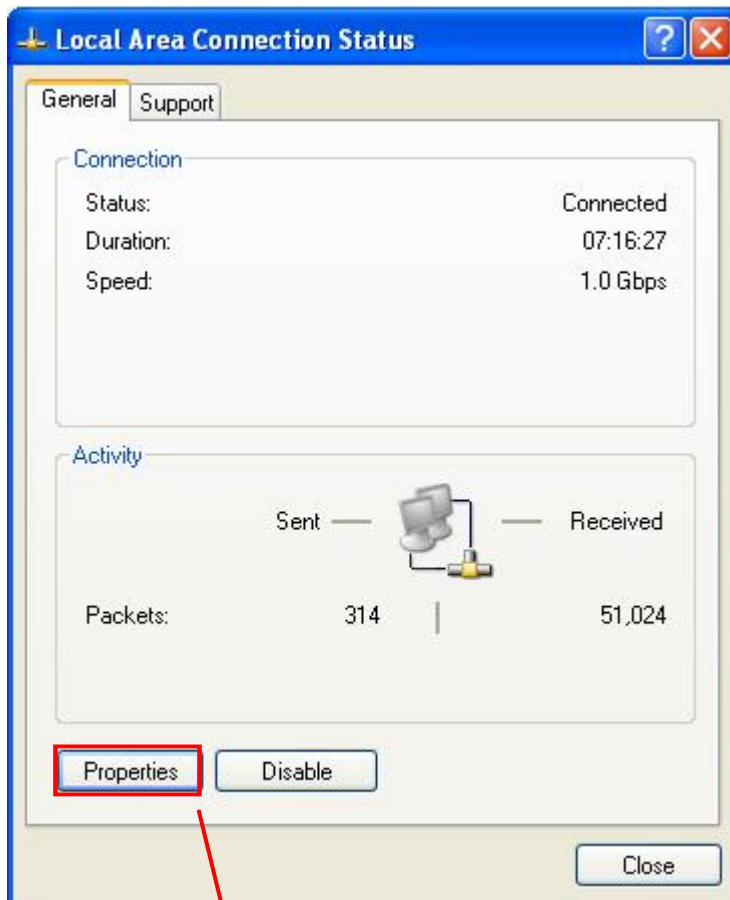 Local Area Connection Status
?
General Support
Connection
Status: Connected
Duration: 07:16:27
Speed: 1.0 Gbps
Activity
Sent Received
Packets: 314 51,024
Properties Disable
Close